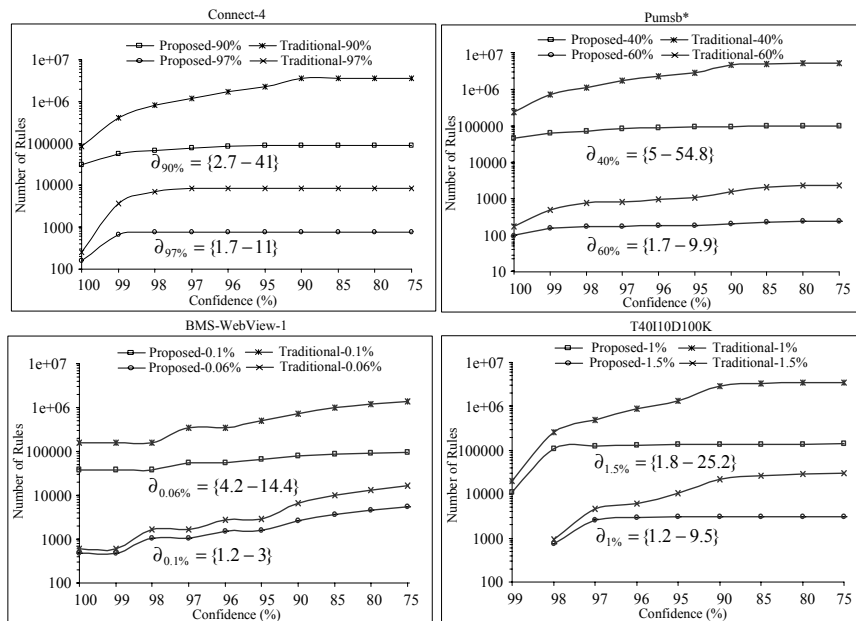 Connect-4
Proposed-90% Traditional-90%
Proposed-97% Traditional-97%
1e+07
1e+06
100000
10000
1000
100
Number of Rules
∂90% = {2.7 − 41}
∂97% = {1.7 − 11}
100 99 98 97 96 95 90 85 80 75
Confidence (%)
Pumsb*
Proposed-40% Traditional-40%
Proposed-60% Traditional-60%
1e+07
1e+06
100000
10000
1000
100
10
Number of Rules
∂40% = {5 − 54.8}
∂60% = {1.7 − 9.9}
100 99 98 97 96 95 90 85 80 75
Confidence (%)
BMS-WebView-1
Proposed-0.1% Traditional-0.1%
Proposed-0.06% Traditional-0.06%
1e+07
1e+06
100000
10000
1000
100
Number of Rules
∂0.06% = {4.2 − 14.4}
∂0.1% = {1.2 − 3}
100 99 98 97 96 95 90 85 80 75
Confidence (%)
T40I10D100K
Proposed-1% Traditional-1%
Proposed-1.5% Traditional-1.5%
1e+07
1e+06
100000
10000
1000
100
Number of Rules
∂1.5% = {1.8 − 25.2}
∂1% = {1.2 − 9.5}
99 98 97 96 95 90 85 80 75
Confidence (%)